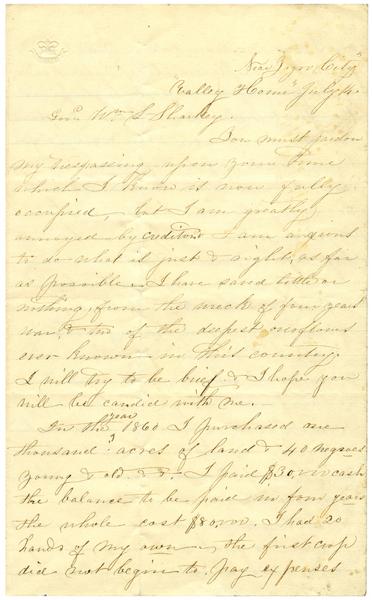 Near Yazoo City
"Valley Home" July 14
Gov. Wm L Sharkey.
You must pardon
my trespassing upon your time
which I know is now fully
occupied, but I am greatly
annoyed by creditors I am anxious
to do what is just & right, as far
as possible. I have saved little or
nothing, from the wreck of four years
war, & two of the deepest overflows
ever known in this country.
I will try to be brief & I hope you
will be candid with me.
In the year 1860 I purchased one
thousand acres of land & 40 negroes
young & old. &. &. I paid $30,000 cash
the balance to be paid in four years
the whole cost $80,000. I had 20
hands of my own. the first crop
did not begin to pay expenses